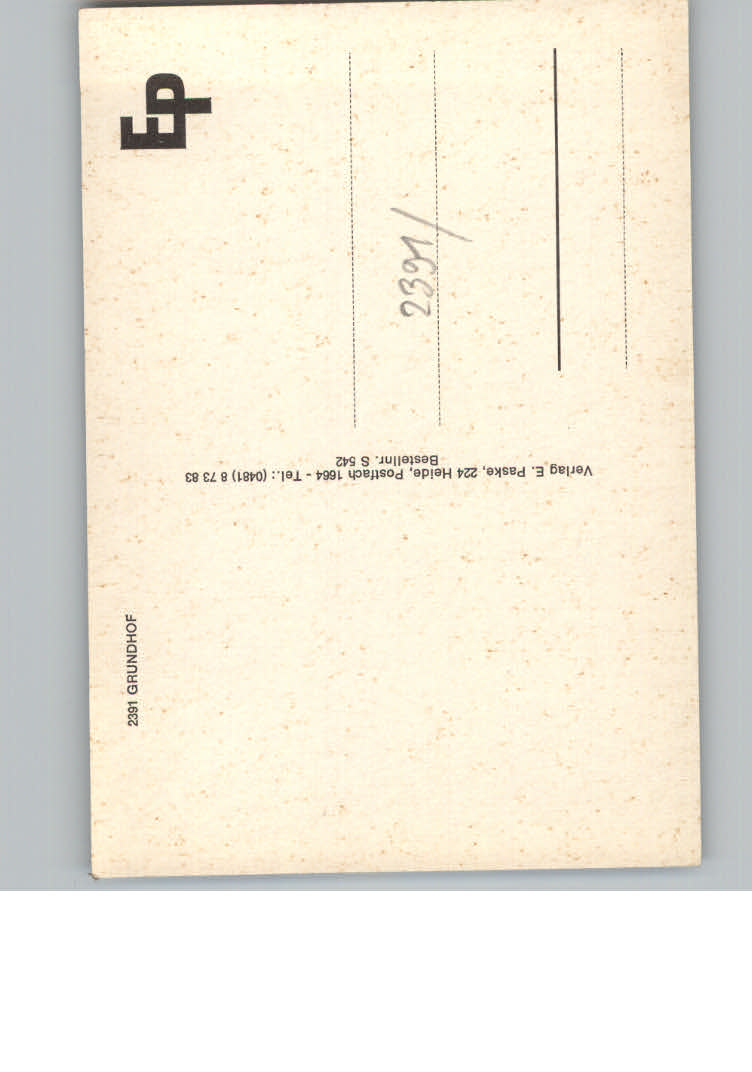 2391 GRUNDHOF
Verlag E. Paske, 224 Heide, Postfach 1664 - Tel.: (0481) 8 73 83
Bestellnr. S 542
EP
2391/